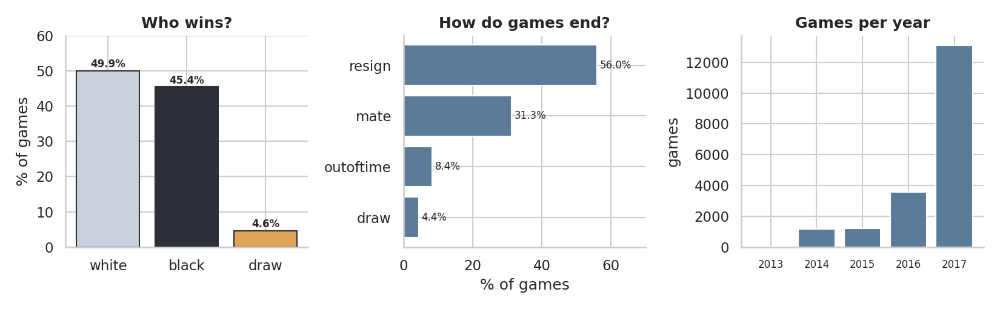 Who wins?
% of games
60
50
40
30
20
10
0
49.9%
45.4%
4.6%
white
black
draw
How do games end?
resign
mate
outoftime
draw
56.0%
31.3%
8.4%
4.4%
0
20
40
60
% of games
Games per year
games
12000
10000
8000
6000
4000
2000
0
2013
2014
2015
2016
2017